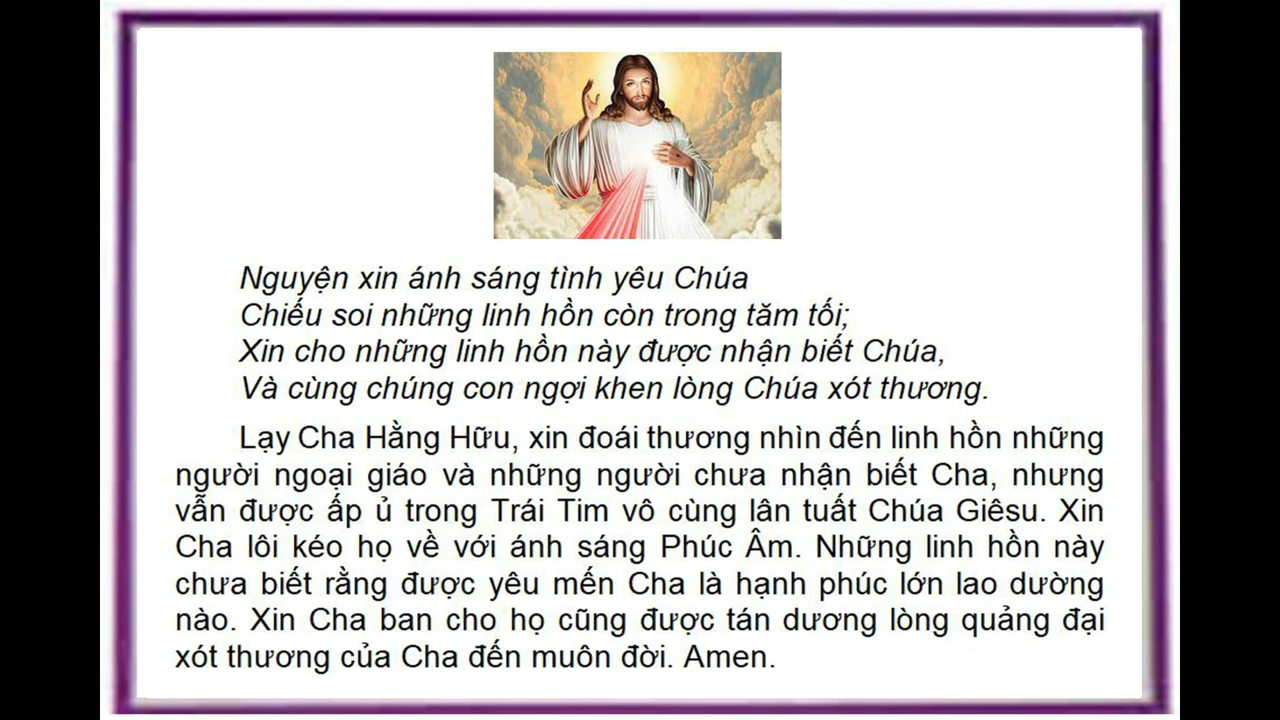 Nguyện xin ánh sáng tình yêu Chúa
Chiếu soi những linh hồn còn trong tăm tối;
Xin cho những linh hồn này được nhận biết Chúa,
Và cùng chúng con ngợi khen lòng Chúa xót thương.
Lạy Cha Hằng Hữu, xin đoái thương nhìn đến linh hồn những
người ngoại giáo và những người chưa nhận biết Cha, nhưng
vẫn được ấp ủ trong Trái Tim vô cùng lân tuất Chúa Giêsu. Xin
Cha lôi kéo họ về với ánh sáng Phúc Âm. Những linh hồn này
chưa biết rằng được yêu mến Cha là hạnh phúc lớn lao dường
nào. Xin Cha ban cho họ cũng được tán dương lòng quảng đại
xót thương của Cha đến muôn đời. Amen.